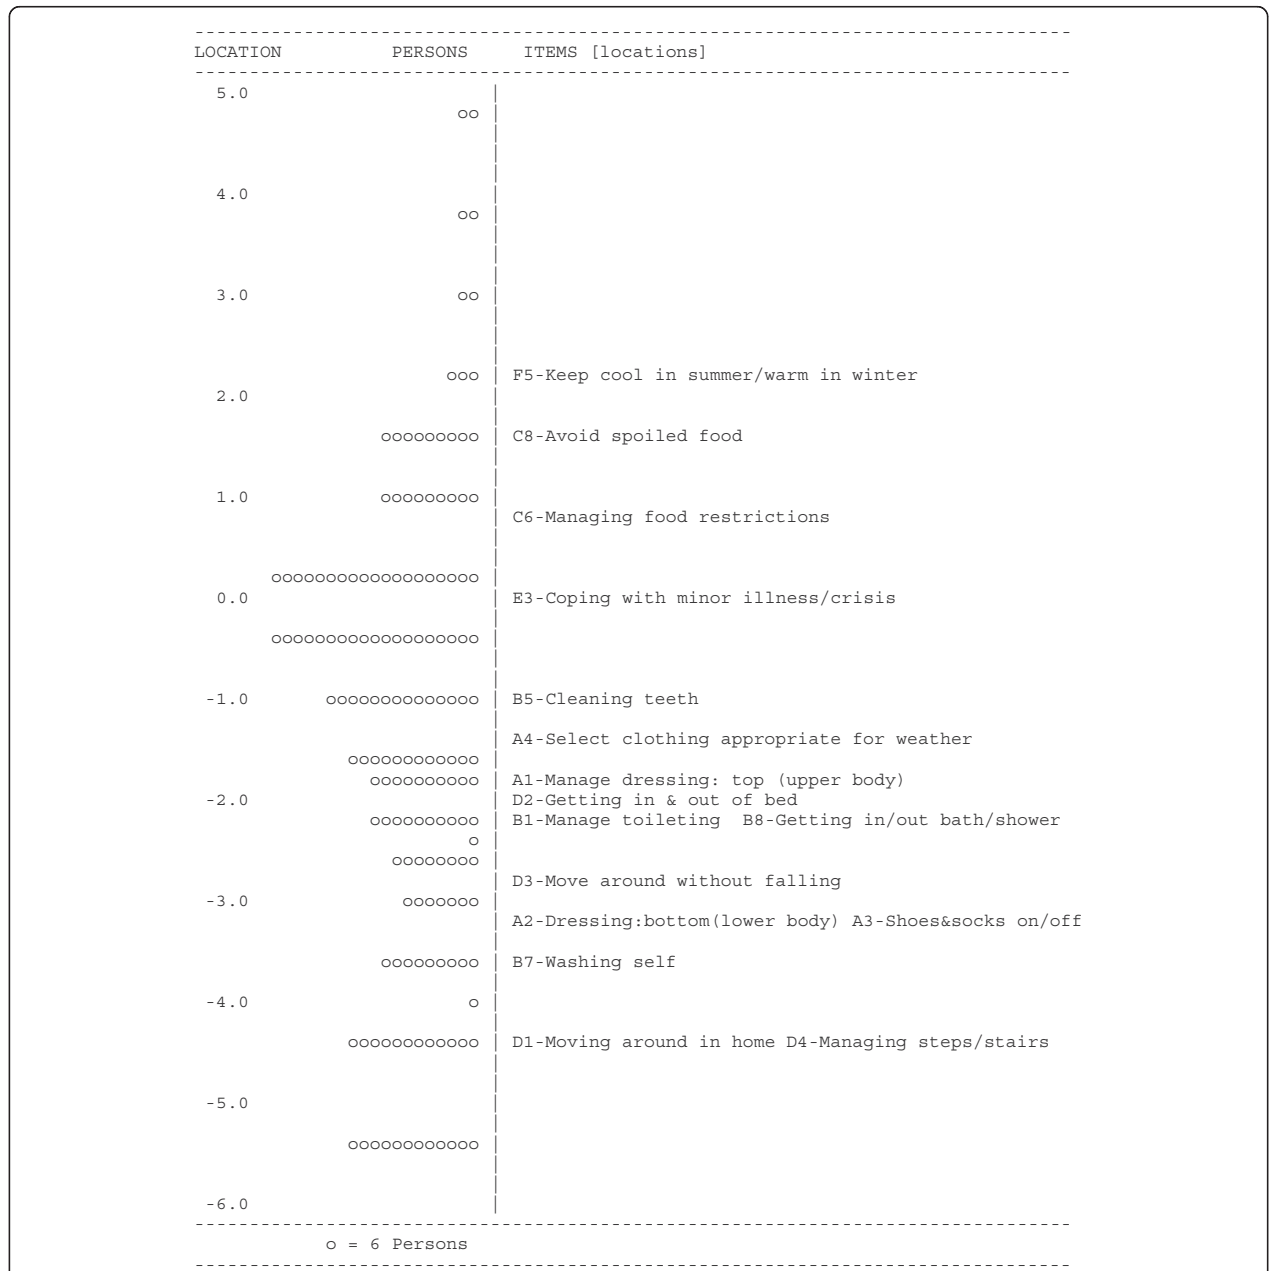 LOCATION PERSONS ITEMS [locations]
5.0 |
oo |
4.0 |
oo |
3.0 oo |
ooo | F5-Keep cool in summer/warm in winter
2.0 |
ooooooooo | C8-Avoid spoiled food
1.0 ooooooooo |
| C6-Managing food restrictions
ooooooooooooooooooo |
0.0 | E3-Coping with minor illness/crisis
ooooooooooooooooooo |
-1.0 oooooooooooooo | B5-Cleaning teeth
| A4-Select clothing appropriate for weather
oooooooooooo |
oooooooooo | A1-Manage dressing: top (upper body)
-2.0 | D2-Getting in & out of bed
oooooooooo | B1-Manage toileting B8-Getting in/out bath/shower
o |
oooooooo |
| D3-Move around without falling
-3.0 ooooooo |
| A2-Dressing:bottom(lower body) A3-Shoes&socks on/off
ooooooooo | B7-Washing self
-4.0 o |
oooooooooooo | D1-Moving around in home D4-Managing steps/stairs
-5.0 |
oooooooooooo |
-6.0 |
o = 6 Persons